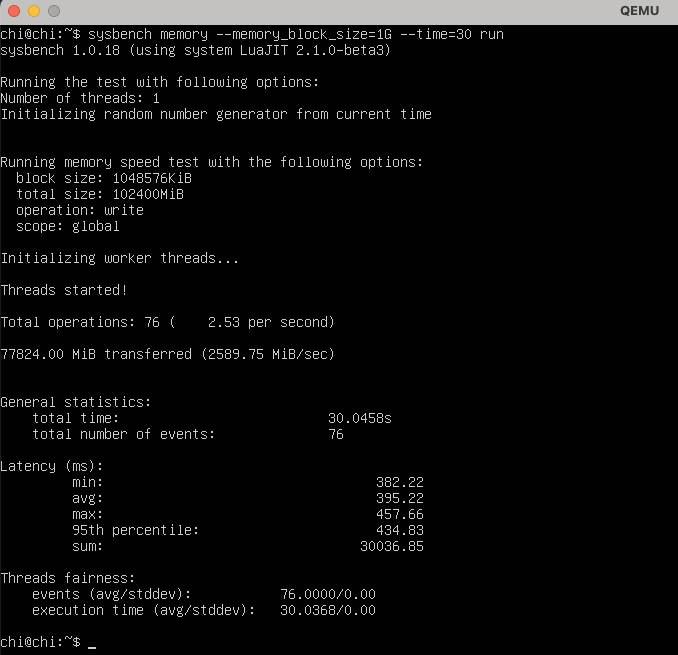 QEMU
chi@chi:~$ sysbench memory --memory_block_size=1G --time=30 run
sysbench 1.0.18 (using system LuaJIT 2.1.0-beta3)
Running the test with following options:
Number of threads: 1
Initializing random number generator from current time
Running memory speed test with the following options:
block size: 1048576KiB
total size: 102400MiB
operation: write
scope: global
Initializing worker threads...
Threads started!
Total operations: 76 (    2.53 per second)
77824.00 MiB transferred (2589.75 MiB/sec)
General statistics:
total time:                          30.0458s
total number of events:              76
Latency (ms):
min:                                  382.22
avg:                                  395.22
max:                                  457.66
95th percentile:                      434.83
sum:                                30036.85
Threads fairness:
events (avg/stddev):           76.0000/0.00
execution time (avg/stddev):   30.0368/0.00
chi@chi:~$ _